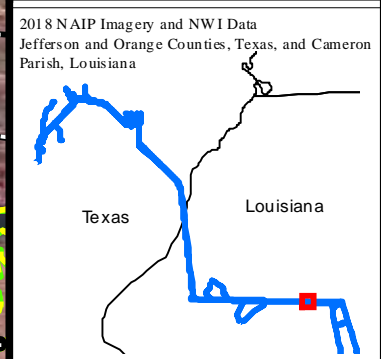 2018 NAIP Imagery and NWI Data
Jefferson and Orange Counties, Texas, and Cameron
Parish, Louisiana
Texas
Louisiana